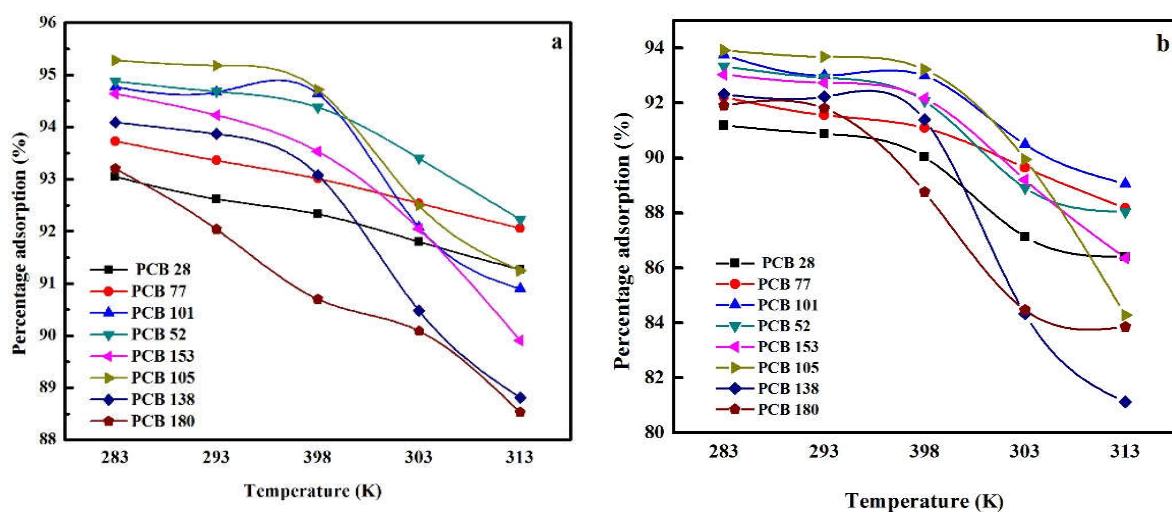 a
96
95
94
93
92
91
90
89
88
Percentage adsorption (%)
PCB 28
PCB 77
PCB 101
PCB 52
PCB 153
PCB 105
PCB 138
PCB 180
283 293 398 303 313
Temperature (K)
b
94
92
90
88
86
84
82
80
Percentage adsorption (%)
PCB 28
PCB 77
PCB 101
PCB 52
PCB 153
PCB 105
PCB 138
PCB 180
283 293 398 303 313
Temperature (K)